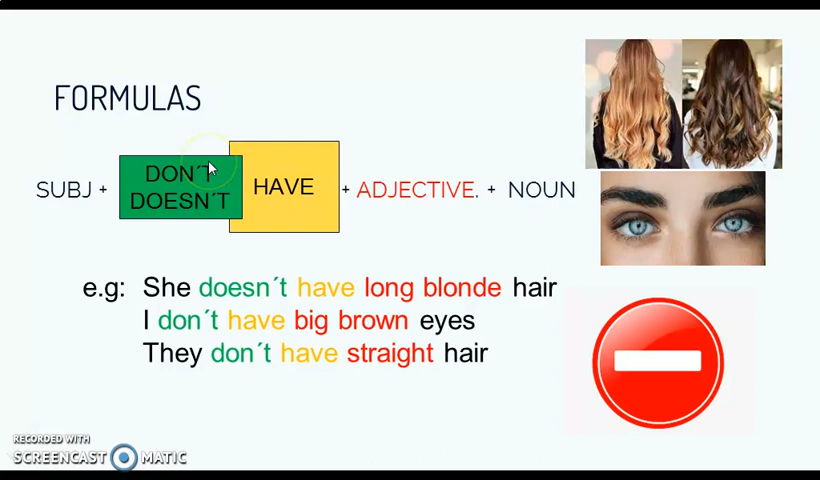 FORMULAS
SUBJ + DON´T DOESN´T HAVE + ADJECTIVE. + NOUN
e.g: She doesn´t have long blonde hair
I don´t have big brown eyes
They don´t have straight hair
RECORDED WITH
SCREENCAST MATIC